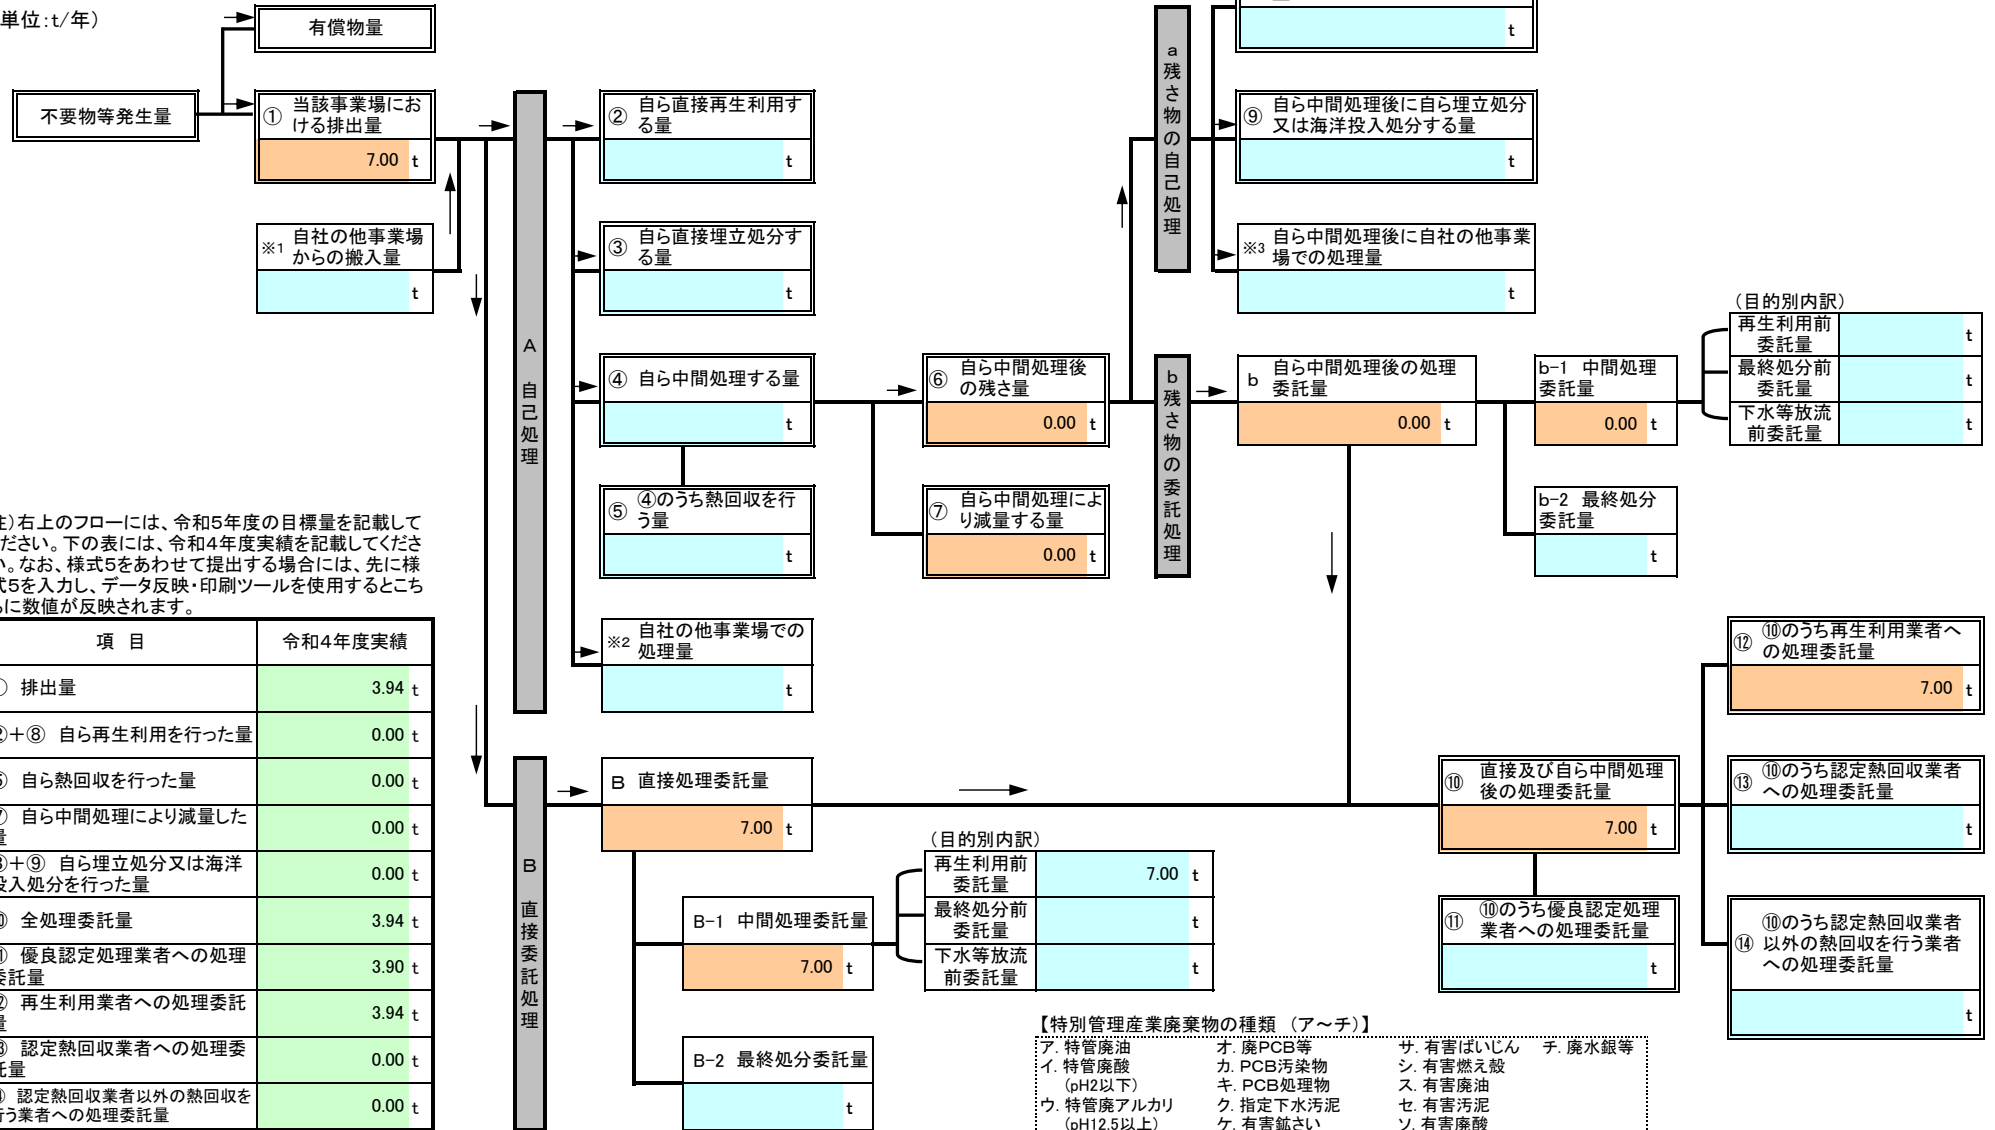 単位:t/年)
有償物量
不要物等発生量
① 当該事業場にお
ける排出量
7.00 t
※1 自社の他事業場
からの搬入量
t
A 自己処理
② 自ら直接再生利用す
る量
t
③ 自ら直接埋立処分す
る量
t
④ 自ら中間処理する量
t
⑤ ④のうち熱回収を行
う量
t
※2 自社の他事業場での
処理量
t
⑥ 自ら中間処理後
の残さ量
0.00 t
⑦ 自ら中間処理によ
り減量する量
0.00 t
a 残さ物の自己処理
t
⑨ 自ら中間処理後に自ら埋立処分
又は海洋投入処分する量
t
※3 自ら中間処理後に自社の他事業
場での処理量
t
b 残さ物の委託処理
b 自ら中間処理後の処理
委託量
0.00 t
b-1 中間処理
委託量
0.00 t
(目的別内訳)
再生利用前
委託量
t
最終処分前
委託量
t
下水等放流
前委託量
t
b-2 最終処分
委託量
t
)右上のフローには、令和5年度の目標量を記載して
ださい。下の表には、令和4年度実績を記載してくださ
い。なお、様式5をあわせて提出する場合には、先に様
式5を入力し、データ反映・印刷ツールを使用するとこち
らに数値が反映されます。
項 目 令和4年度実績
排出量 3.94 t
②+⑧ 自ら再生利用を行った量 0.00 t
自ら熱回収を行った量 0.00 t
自ら中間処理により減量した
量 0.00 t
③+⑨ 自ら埋立処分又は海洋
投入処分を行った量 0.00 t
全処理委託量 3.94 t
優良認定処理業者への処理
委託量 3.90 t
再生利用業者への処理委託
量 3.94 t
認定熱回収業者への処理委
託量 0.00 t
認定熱回収業者以外の熱回収を
行う業者への処理委託量 0.00 t
B 直接委託処理
B 直接処理委託量
7.00 t
B-1 中間処理委託量
7.00 t
(目的別内訳)
再生利用前
委託量
7.00 t
最終処分前
委託量
t
下水等放流
前委託量
t
B-2 最終処分委託量
t
⑩ 直接及び自ら中間処理
後の処理委託量
7.00 t
⑪ ⑩のうち優良認定処理
業者への処理委託量
t
⑫ ⑩のうち再生利用業者へ
の処理委託量
7.00 t
⑬ ⑩のうち認定熱回収業者
への処理委託量
t
⑭ ⑩のうち認定熱回収業者
以外の熱回収を行う業者
への処理委託量
t
【特別管理産業廃棄物の種類 (ア~チ)】
ア. 特管廃油 オ. 廃PCB等 サ. 有害ばいじん チ. 廃水銀等
イ. 特管廃酸 カ. PCB汚染物 シ. 有害燃え殻
(pH2以下) キ. PCB処理物 ス. 有害廃油
ウ. 特管廃アルカリ ク. 指定下水汚泥 セ. 有害汚泥
(pH12.5以上) ケ. 有害鉱さい ソ. 有害廃酸